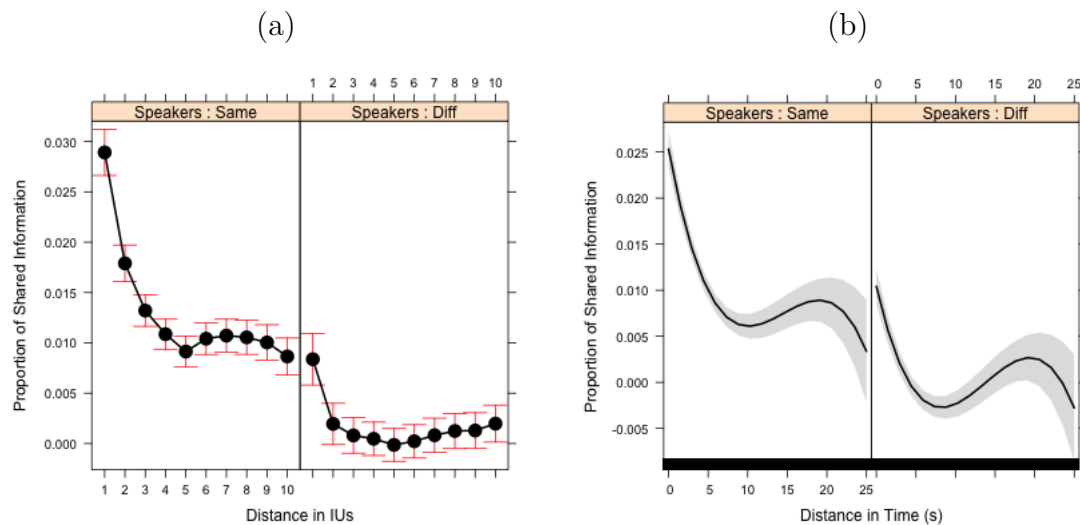 (a)
1 2 3 4 5 6 7 8 9 10
Speakers : Same
Speakers : Diff
Proportion of Shared Information
0.030
0.025
0.020
0.015
0.010
0.005
0.000
1 2 3 4 5 6 7 8 9 10
Distance in IUs
(b)
0 5 10 15 20 25
Speakers : Same
Speakers : Diff
Proportion of Shared Information
0.025
0.020
0.015
0.010
0.005
0.000
-0.005
0 5 10 15 20 25
Distance in Time (s)